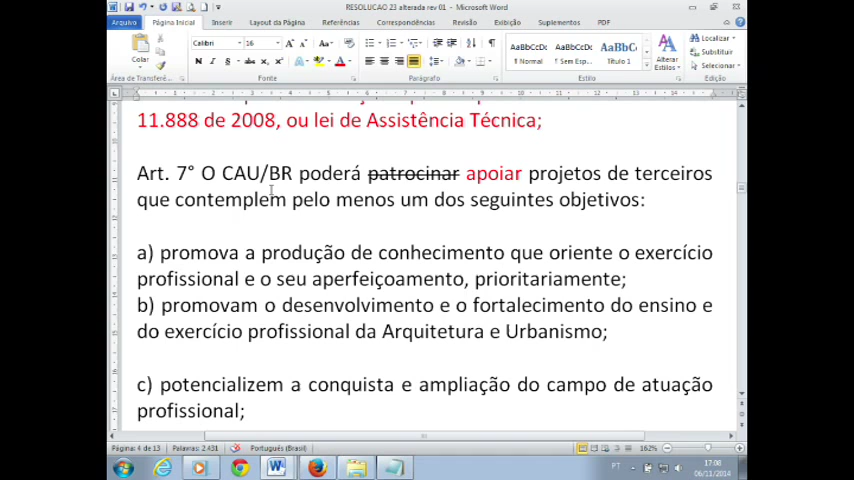 RESOLUCAO 23 alterada rev 01 - Microsoft Word
Arquivo Página Inicial Inserir Layout da Página Referências Correspondências Revisão Exibição Suplementos PDF
Colar
Calibri 16
N I S
AaBbCcDc AaBbCcDc AaBbC
¶ Normal ¶ Sem Esp... Título 1
Alterar Estilos
Localizar
Substituir
Selecionar
Área de Transferê... Fonte Parágrafo Estilo Edição
11.888 de 2008, ou lei de Assistência Técnica;
Art. 7° O CAU/BR poderá patrocinar apoiar projetos de terceiros
que contemplem pelo menos um dos seguintes objetivos:
a) promova a produção de conhecimento que oriente o exercício
profissional e o seu aperfeiçoamento, prioritariamente;
b) promovam o desenvolvimento e o fortalecimento do ensino e
do exercício profissional da Arquitetura e Urbanismo;
c) potencializem a conquista e ampliação do campo de atuação
profissional;
Página: 4 de 13 Palavras: 2.431 Português (Brasil) 162%
PT 17:08
06/11/2014